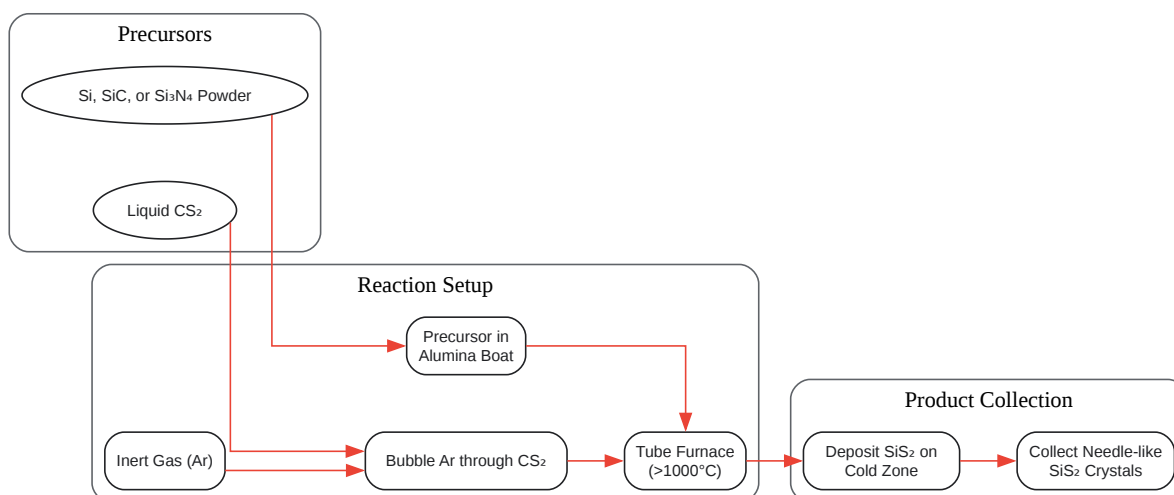 Precursors
Si, SiC, or Si₃N₄ Powder
Liquid CS₂
Reaction Setup
Precursor in
Alumina Boat
Inert Gas (Ar)
Bubble Ar through CS₂
Tube Furnace
(>1000°C)
Product Collection
Deposit SiS₂ on
Cold Zone
Collect Needle-like
SiS₂ Crystals